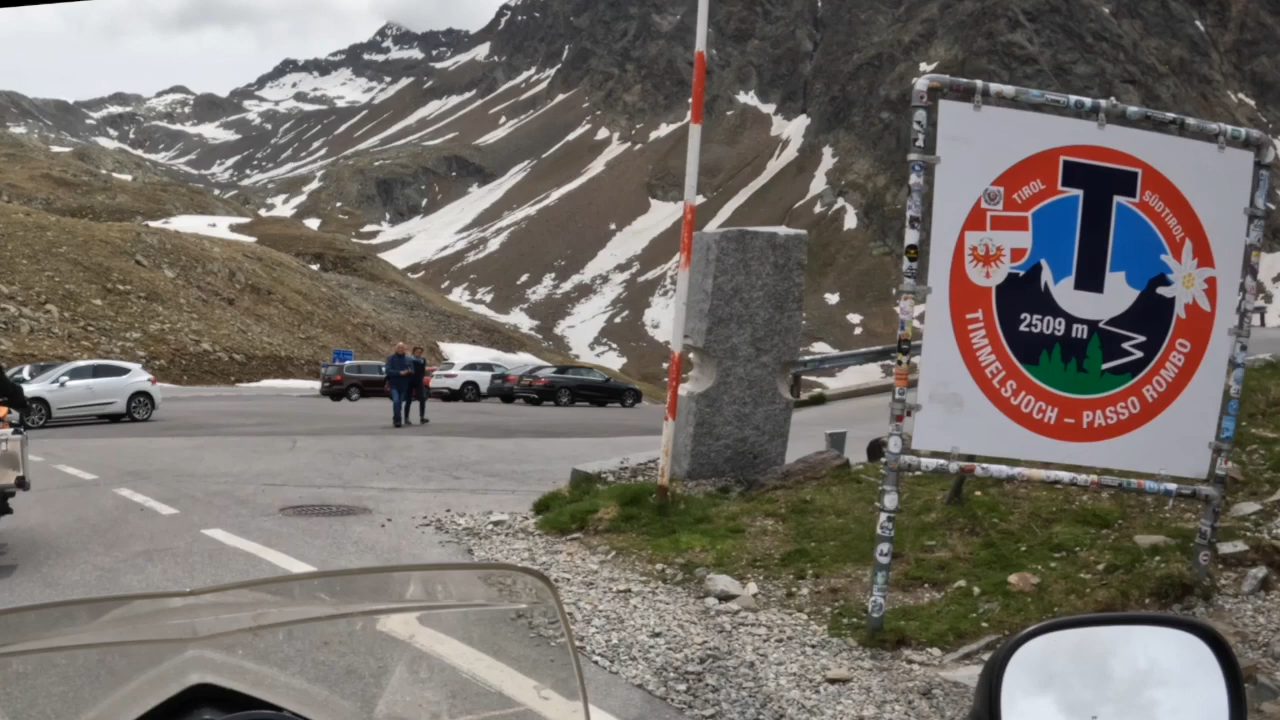 T
TIROL
SÜDTIROL
2509 m
TIMMELSJOCH – PASSO ROMBO